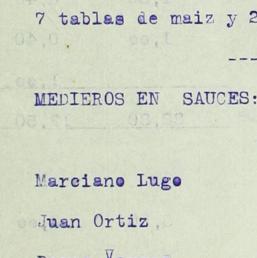 7 tablas de maiz y 2
---
MEDIEROS EN SAUCES:
Marciano Lugo
Juan Ortiz